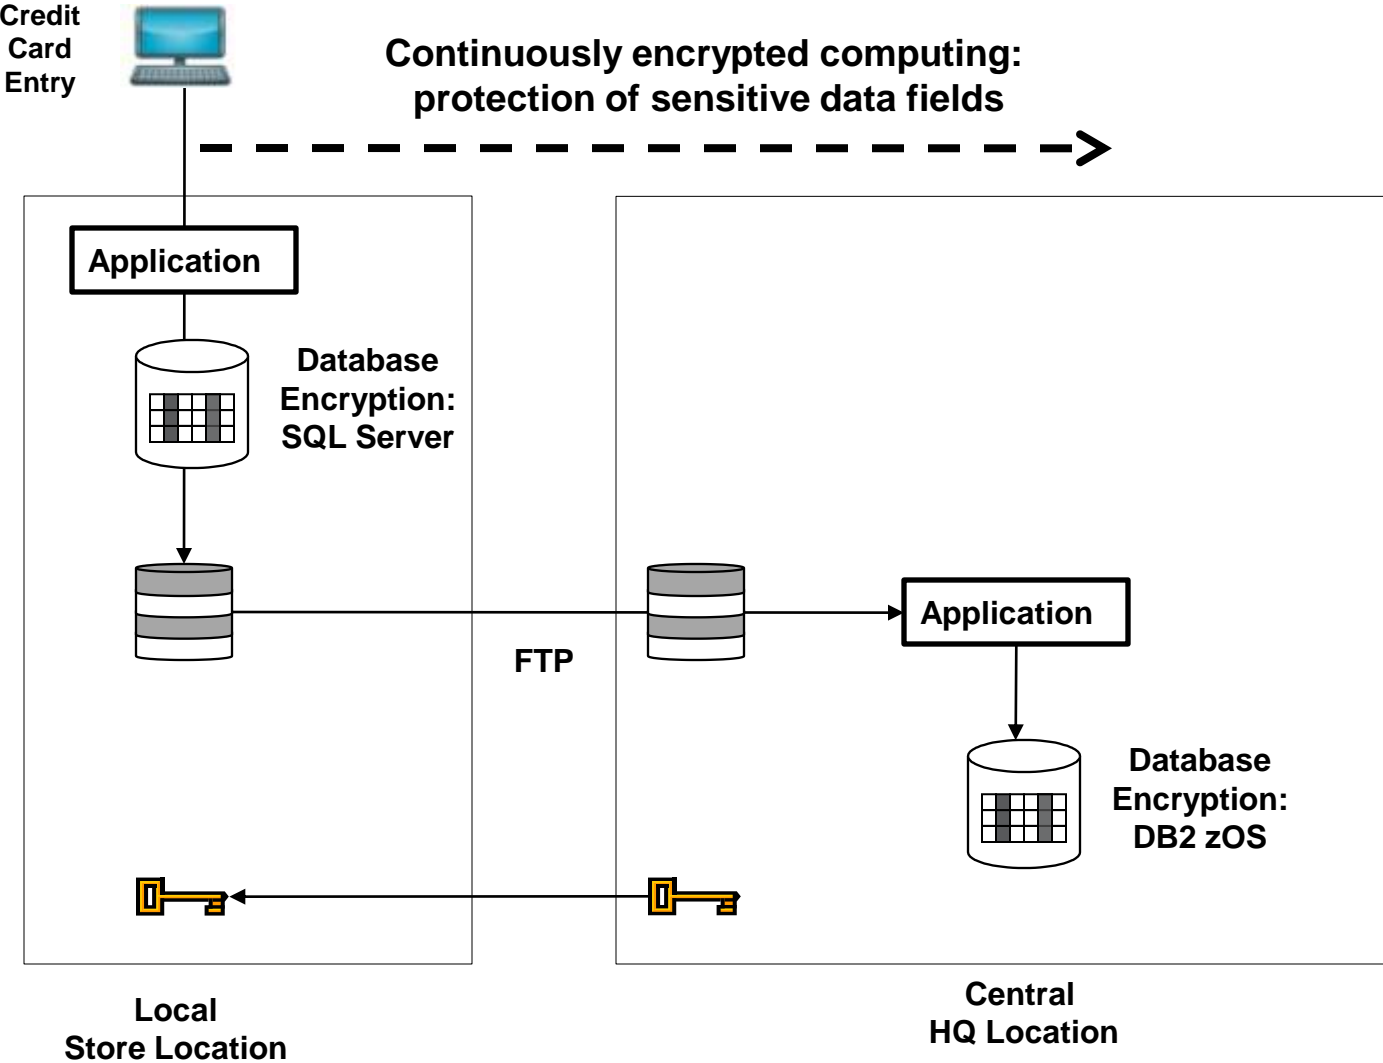 Credit
Card
Entry
Continuously encrypted computing:
protection of sensitive data fields
Application
Database
Encryption:
SQL Server
FTP
Application
Database
Encryption:
DB2 zOS
Local
Store Location
Central
HQ Location